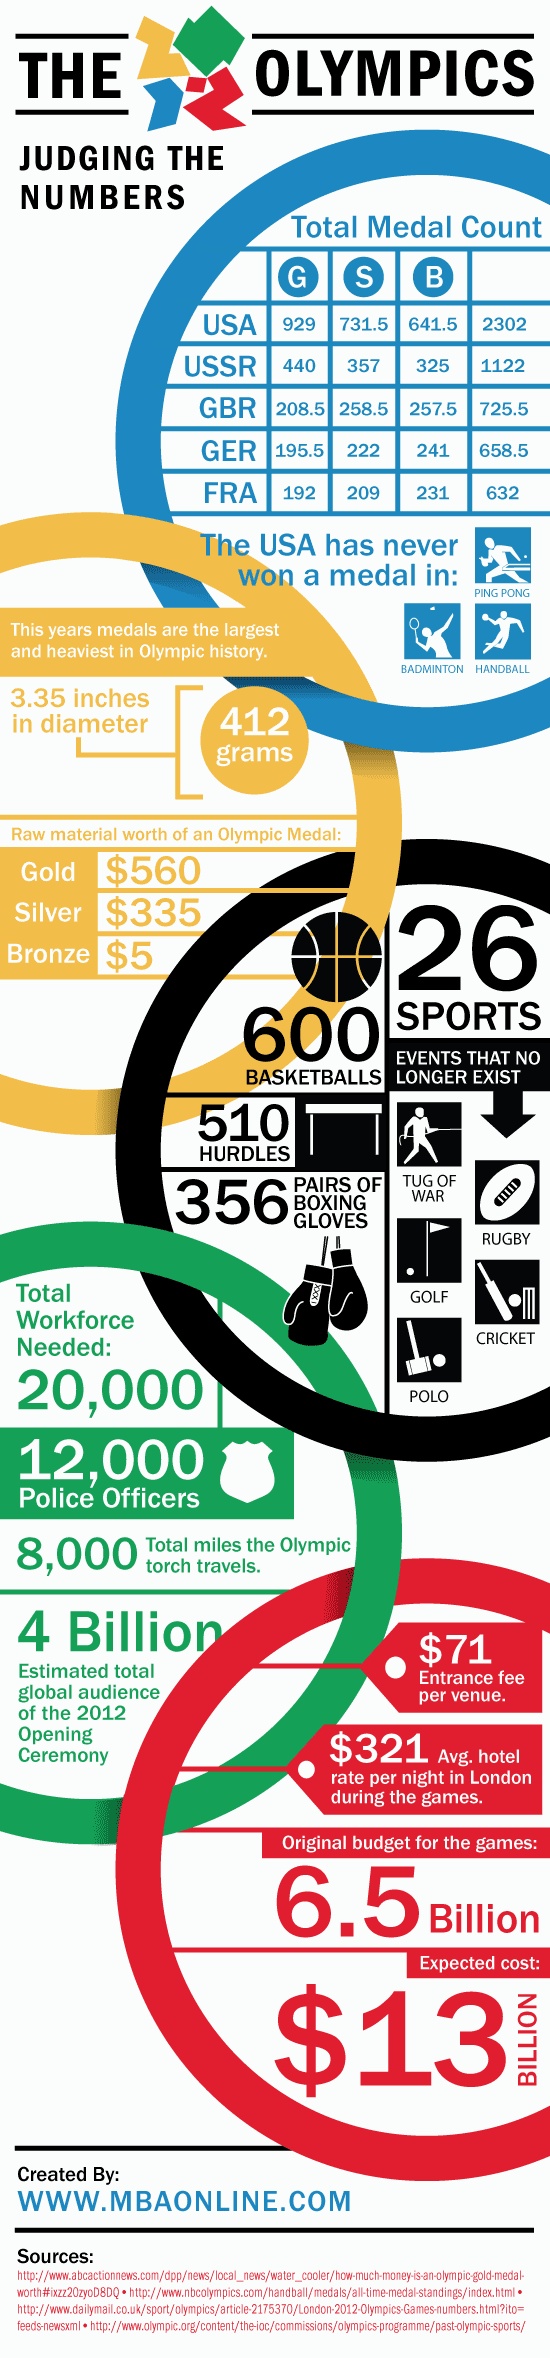 THE OLYMPICS
JUDGING THE
NUMBERS
Total Medal Count
G S B
USA 929 731.5 641.5 2302
USSR 440 357 325 1122
GBR 208.5 258.5 257.5 725.5
GER 195.5 222 241 658.5
FRA 192 209 231 632
The USA has never
won a medal in:
PING PONG
BADMINTON HANDBALL
This years medals are the largest
and heaviest in Olympic history.
3.35 inches
in diameter
412
grams
Raw material worth of an Olympic Medal:
Gold $560
Silver $335
Bronze $5
26
SPORTS
600
BASKETBALLS
EVENTS THAT NO
LONGER EXIST
510
HURDLES
356 PAIRS OF
BOXING
GLOVES
TUG OF
WAR
RUGBY
GOLF
CRICKET
POLO
Total
Workforce
Needed:
20,000
12,000
Police Officers
8,000 Total miles the Olympic
torch travels.
4 Billion
Estimated total
global audience
of the 2012
Opening
Ceremony
$71
Entrance fee
per venue.
$321 Avg. hotel
rate per night in London
during the games.
Original budget for the games:
6.5 Billion
Expected cost:
$13 BILLION
Created By:
WWW.MBAONLINE.COM
Sources:
http://www.abcactionnews.com/dpp/news/local_news/water_cooler/how-much-money-is-an-olympic-gold-medal-
worth#ixzz20zyoD8DQ • http://www.nbcolympics.com/handball/medals/all-time-medal-standings/index.html •
http://www.dailymail.co.uk/sport/olympics/article-2175370/London-2012-Olympics-Games-numbers.html?ito=
feeds-newsxml • http://www.olympic.org/content/the-ioc/commissions/olympics-programme/past-olympic-sports/